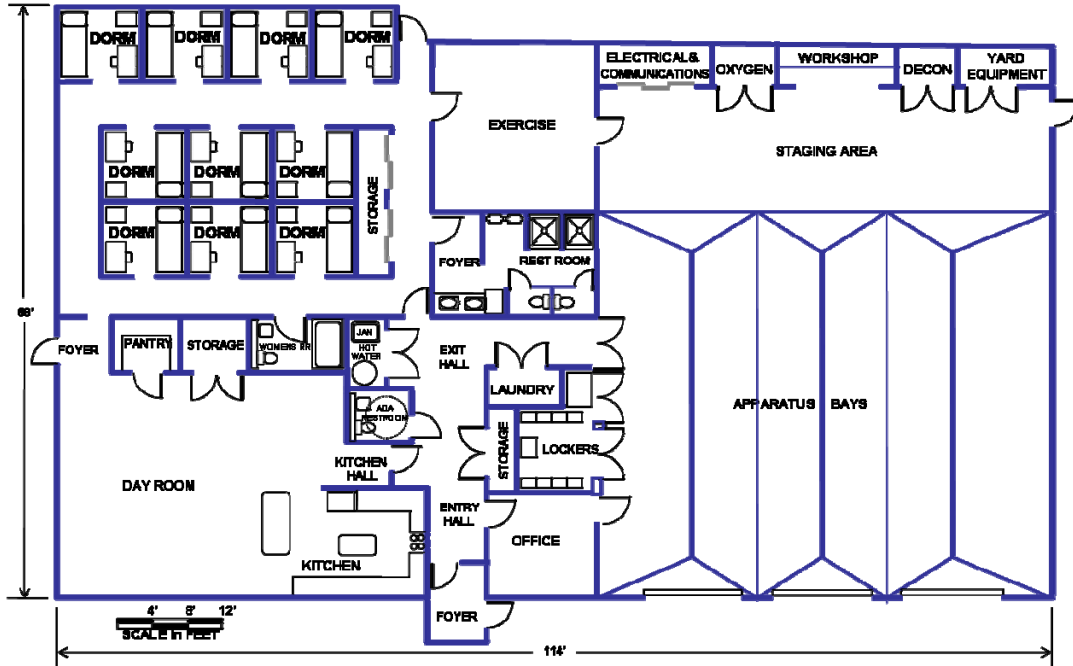 DORM
DORM
DORM
DORM
ELECTRICAL&
COMMUNICATIONS
OXYGEN
WORKSHOP
DECON
YARD
EQUIPMENT
EXERCISE
STAGING AREA
DORM
DORM
DORM
STORAGE
DORM
DORM
DORM
FOYER
REST ROOM
68'
FOYER
PANTRY
STORAGE
WOMENS RR
JAN
HOT
WATER
EXIT
HALL
LAUNDRY
ADA
RESTROOM
APPARATUS BAYS
STORAGE
LOCKERS
KITCHEN
HALL
DAY ROOM
ENTRY
HALL
OFFICE
KITCHEN
FOYER
4' 8' 12'
SCALE in FEET
114'